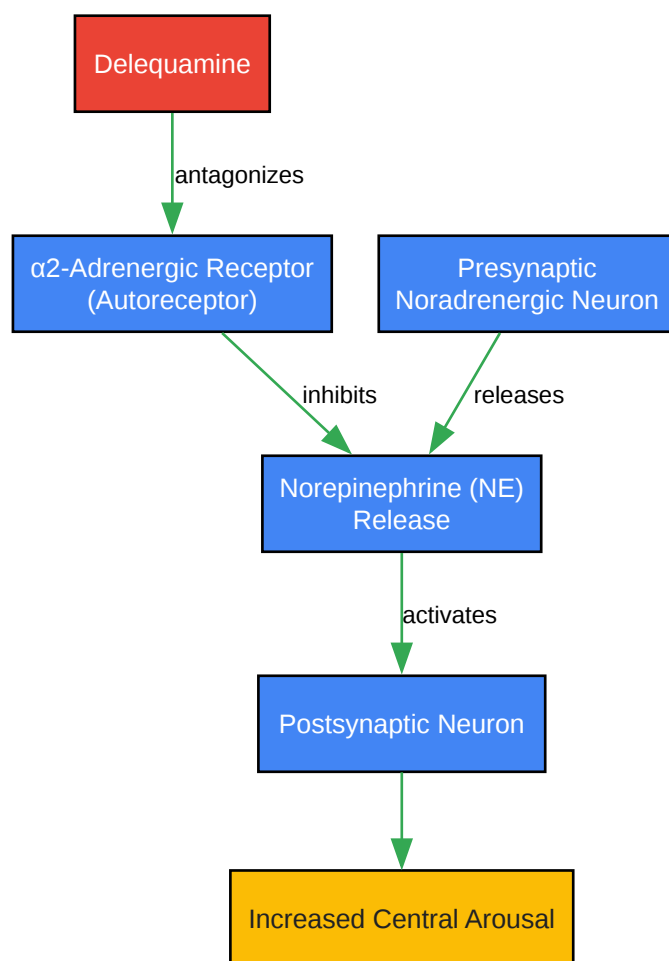 Delequamine
antagonizes
α2-Adrenergic Receptor
(Autoreceptor)
Presynaptic
Noradrenergic Neuron
inhibits
releases
Norepinephrine (NE)
Release
activates
Postsynaptic Neuron
Increased Central Arousal